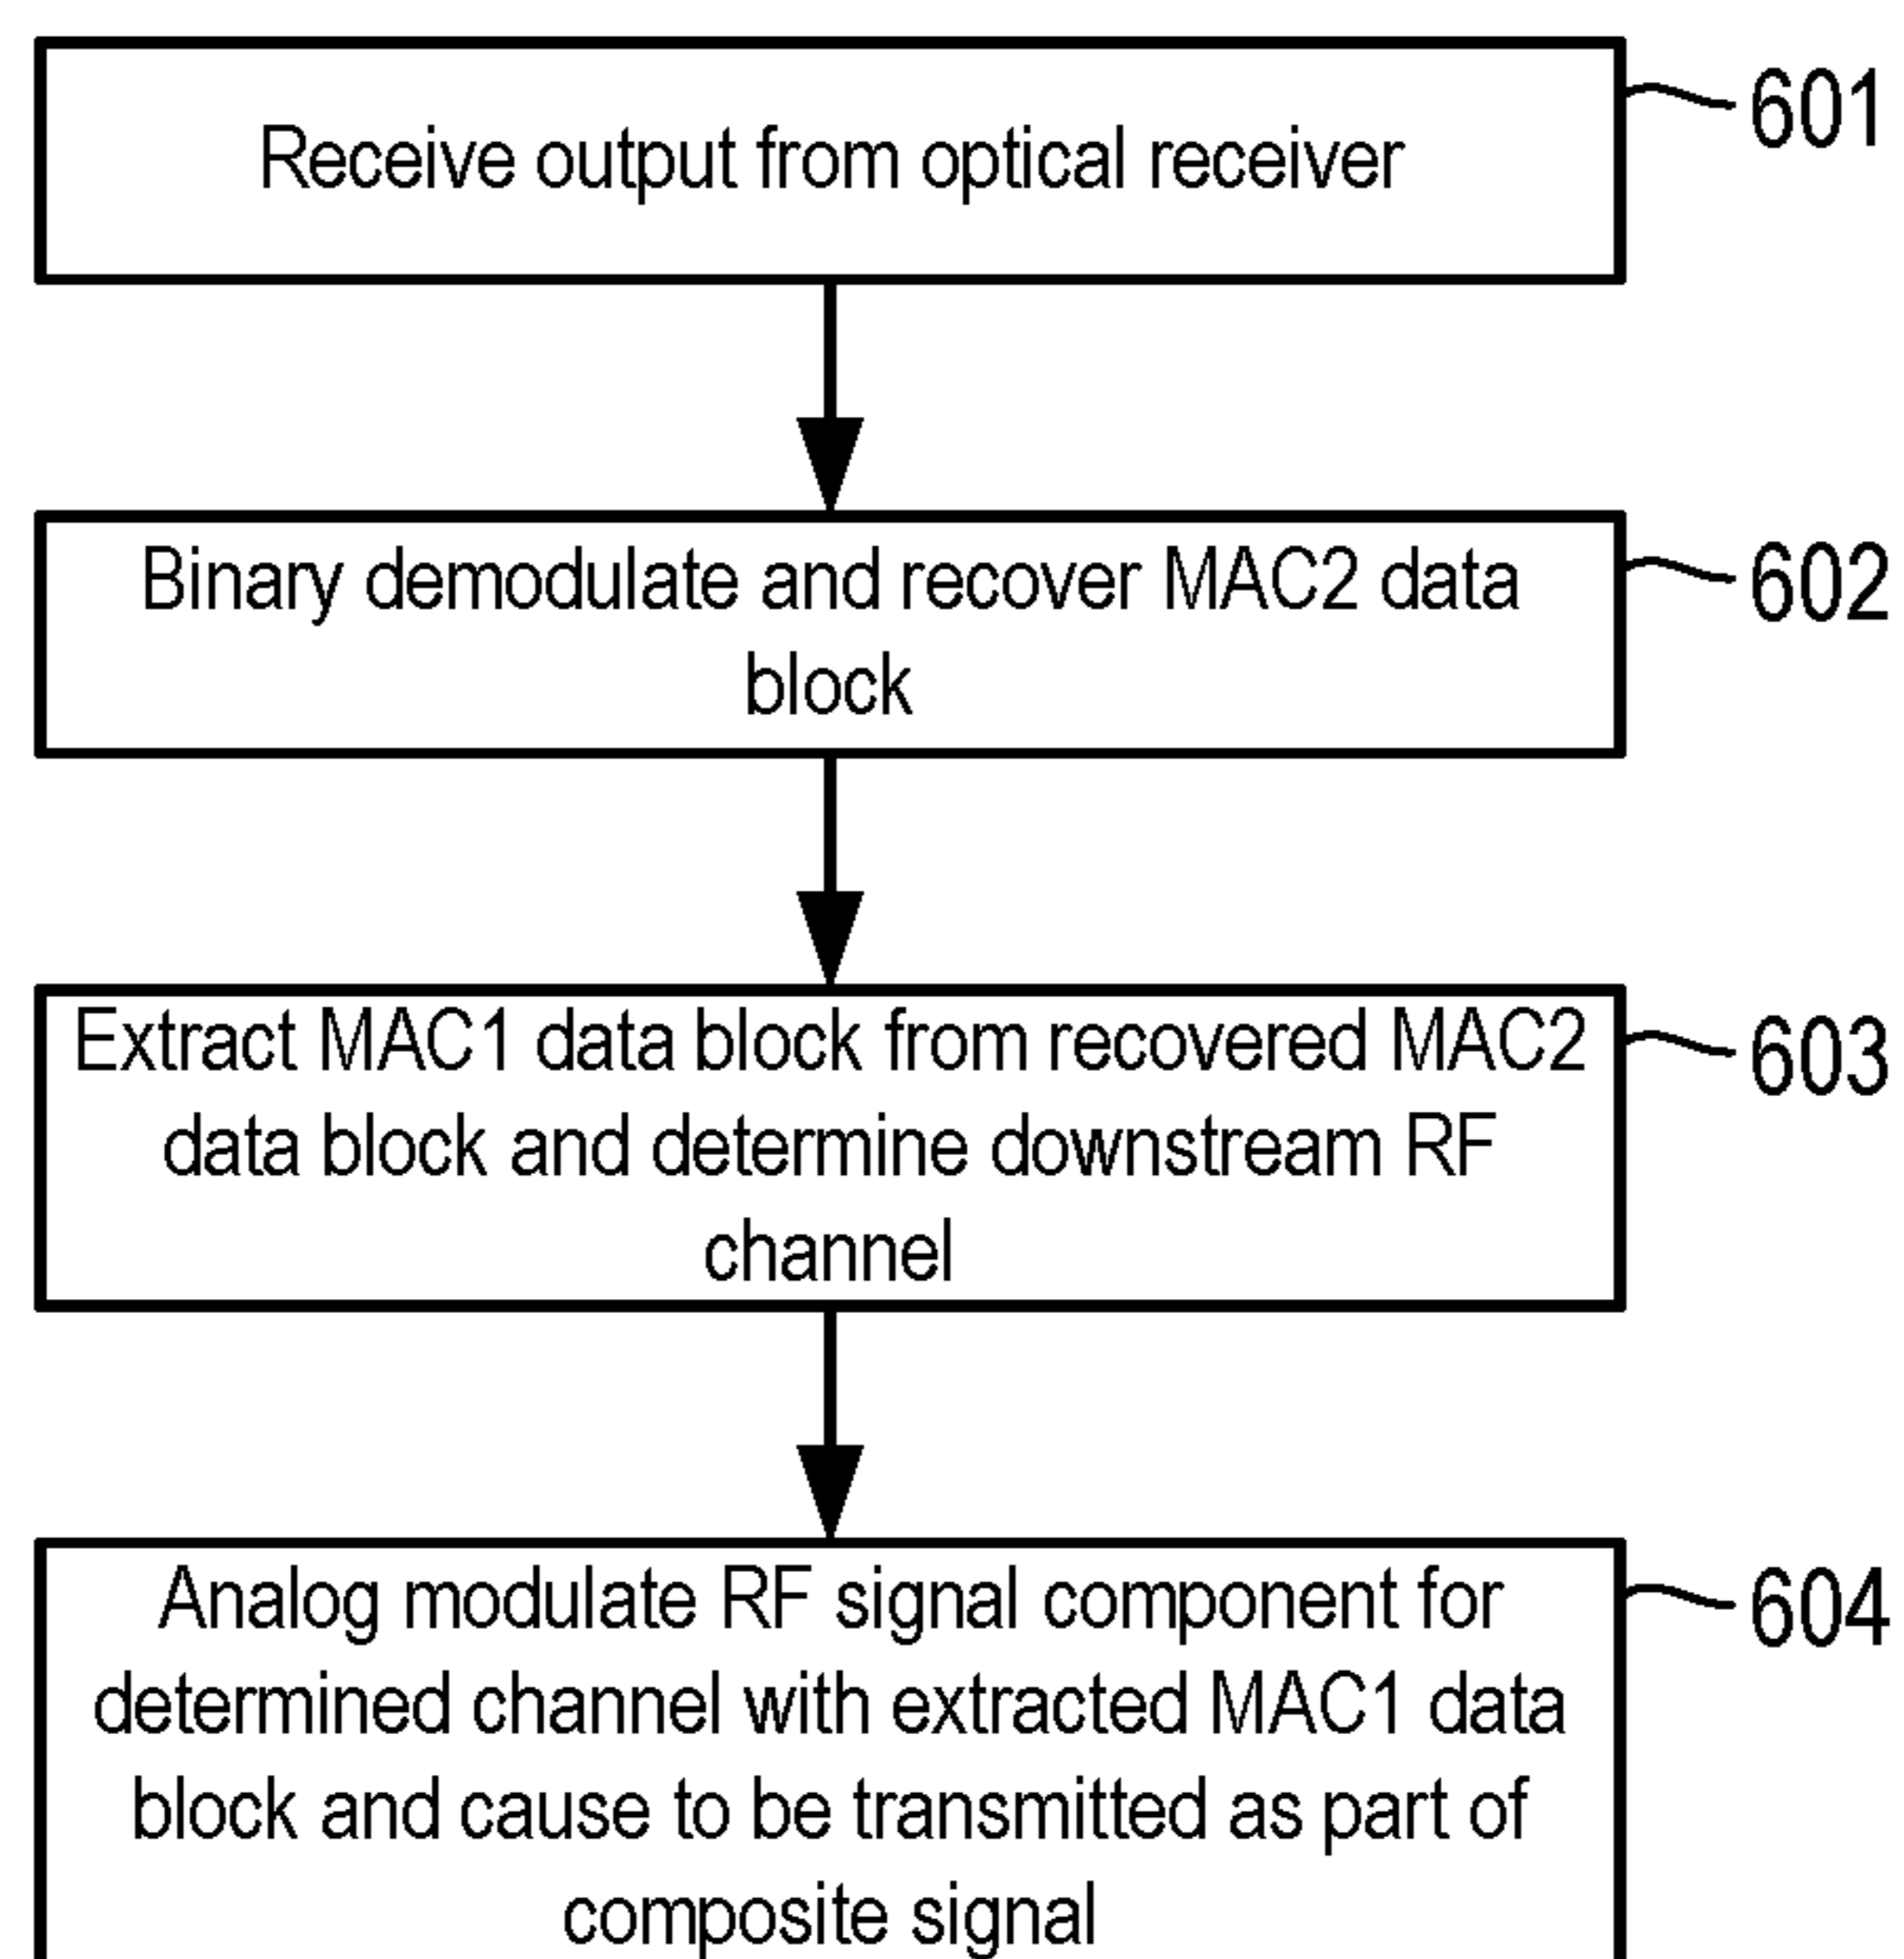 Receive output from optical receiver
601
Binary demodulate and recover MAC2 data
block
602
Extract MAC1 data block from recovered MAC2
data block and determine downstream RF
channel
603
Analog modulate RF signal component for
determined channel with extracted MAC1 data
block and cause to be transmitted as part of
composite signal
604